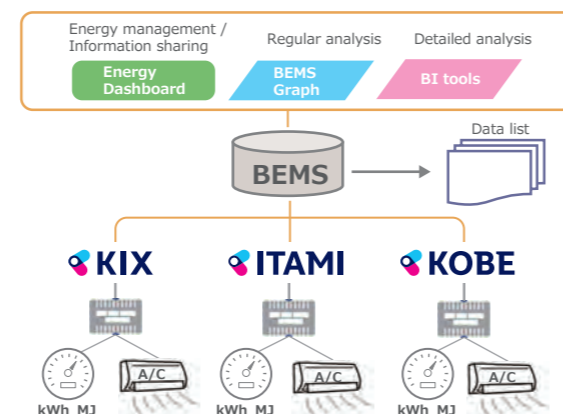 Energy management /
Information sharing
Regular analysis
Detailed analysis
Energy
Dashboard
BEMS
Graph
BI tools
Data list
BEMS
KIX
ITAMI
KOBE
A/C
A/C
A/C
kWh MJ
kWh MJ
kWh MJ